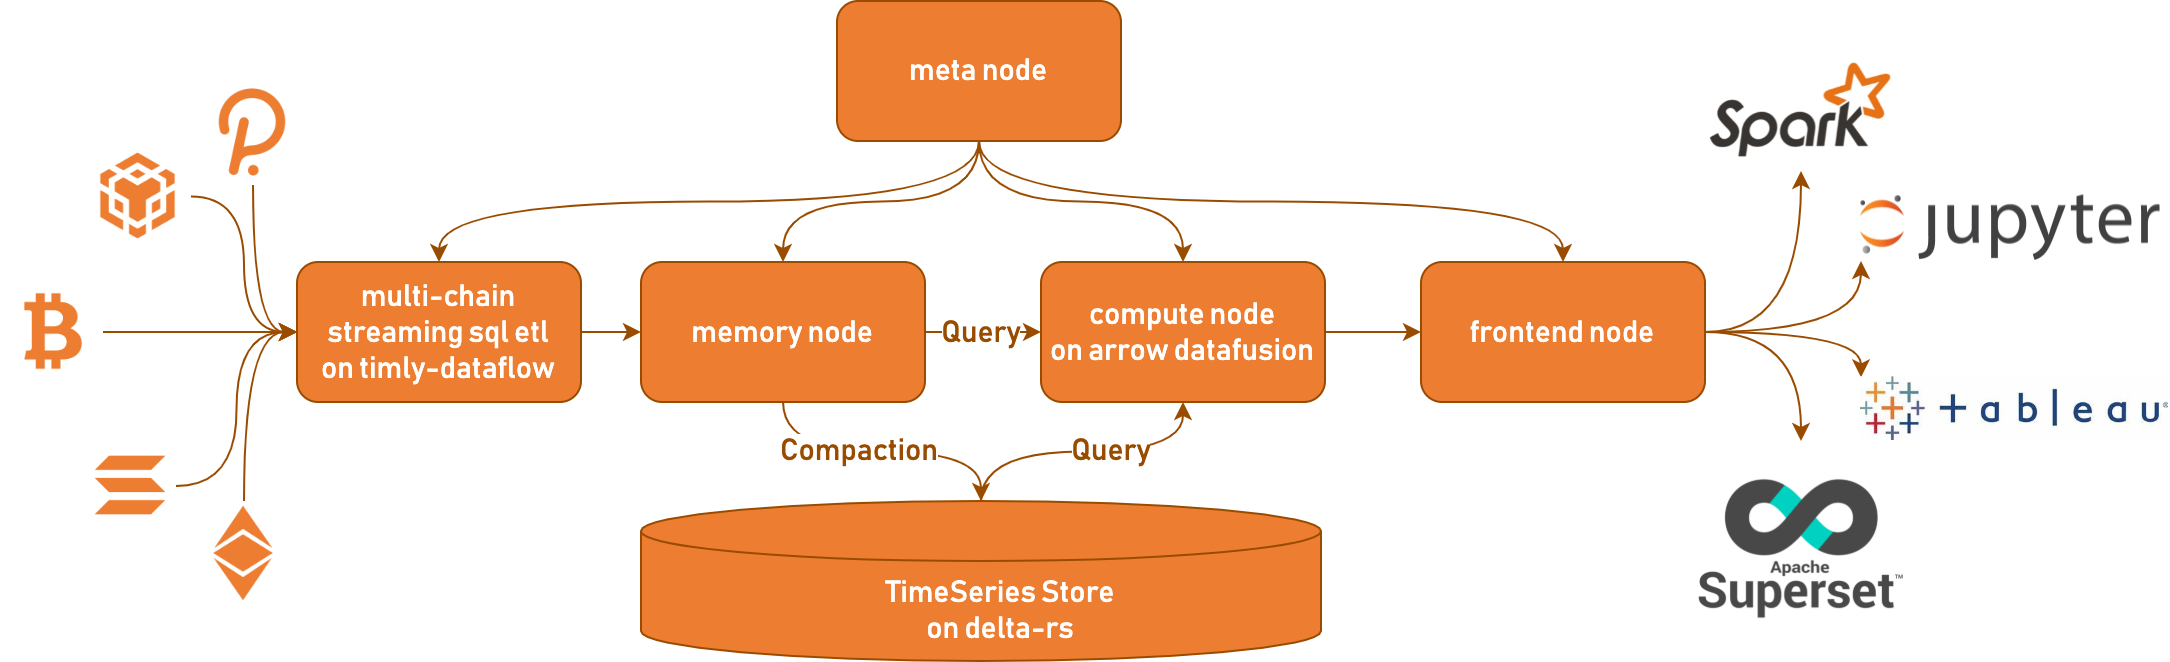 meta node
Spark
jupyter
multi-chain
streaming sql etl
on timly-dataflow
memory node
Query
compute node
on arrow datafusion
frontend node
+ a b l e a u®
Compaction
Query
Apache
Superset™
TimeSeries Store
on delta-rs